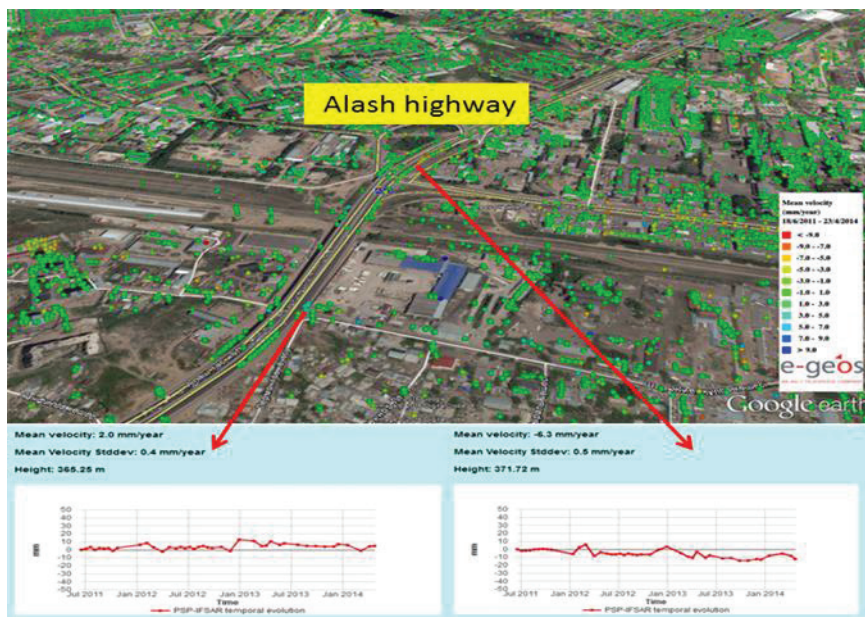 Alash highway
Mean velocity
(mm/year)
18/6/2011 - 23/4/2014
< -9.0
-9.0 - -7.0
-7.0 - -5.0
-5.0 - -3.0
-3.0 - -1.0
-1.0 - 1.0
1.0 - 3.0
3.0 - 5.0
5.0 - 7.0
7.0 - 9.0
> 9.0
e-geos
Google earth
Mean velocity: 2.0 mm/year
Mean Velocity Stddev: 0.4 mm/year
Height: 365.25 m
50
40
30
20
10
0
-10
-20
-30
-40
-50
mm
Jul 2011
Jan 2012
Jul 2012
Jan 2013
Jul 2013
Jan 2014
Time
PSP-IFSAR temporal evolution
Mean velocity: -6.3 mm/year
Mean Velocity Stddev: 0.5 mm/year
Height: 371.72 m
50
40
30
20
10
0
-10
-20
-30
-40
-50
mm
Jul 2011
Jan 2012
Jul 2012
Jan 2013
Jul 2013
Jan 2014
Time
PSP-IFSAR temporal evolution